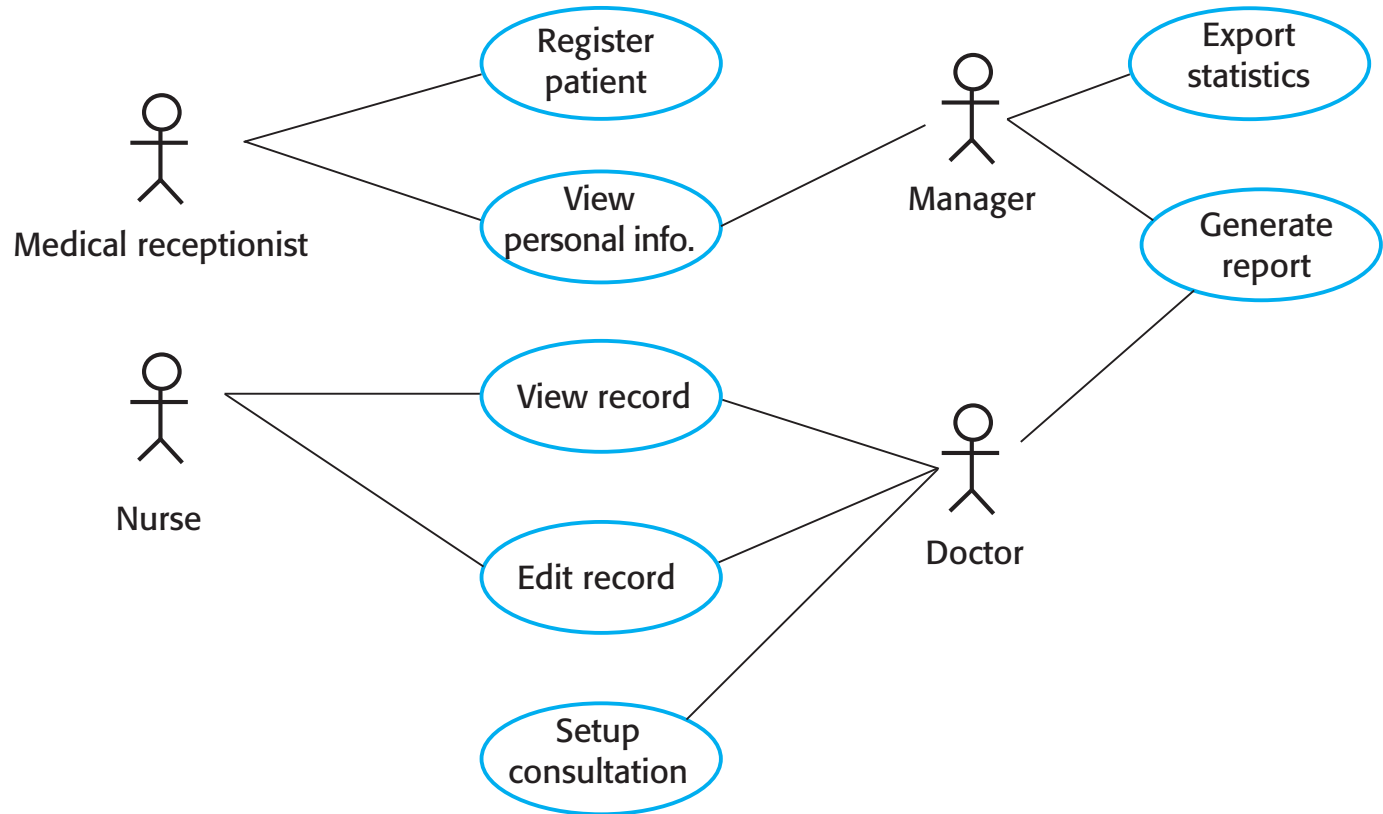 Register
patient
Export
statistics
Medical receptionist
View
personal info.
Manager
Generate
report
Nurse
View record
Edit record
Doctor
Setup
consultation